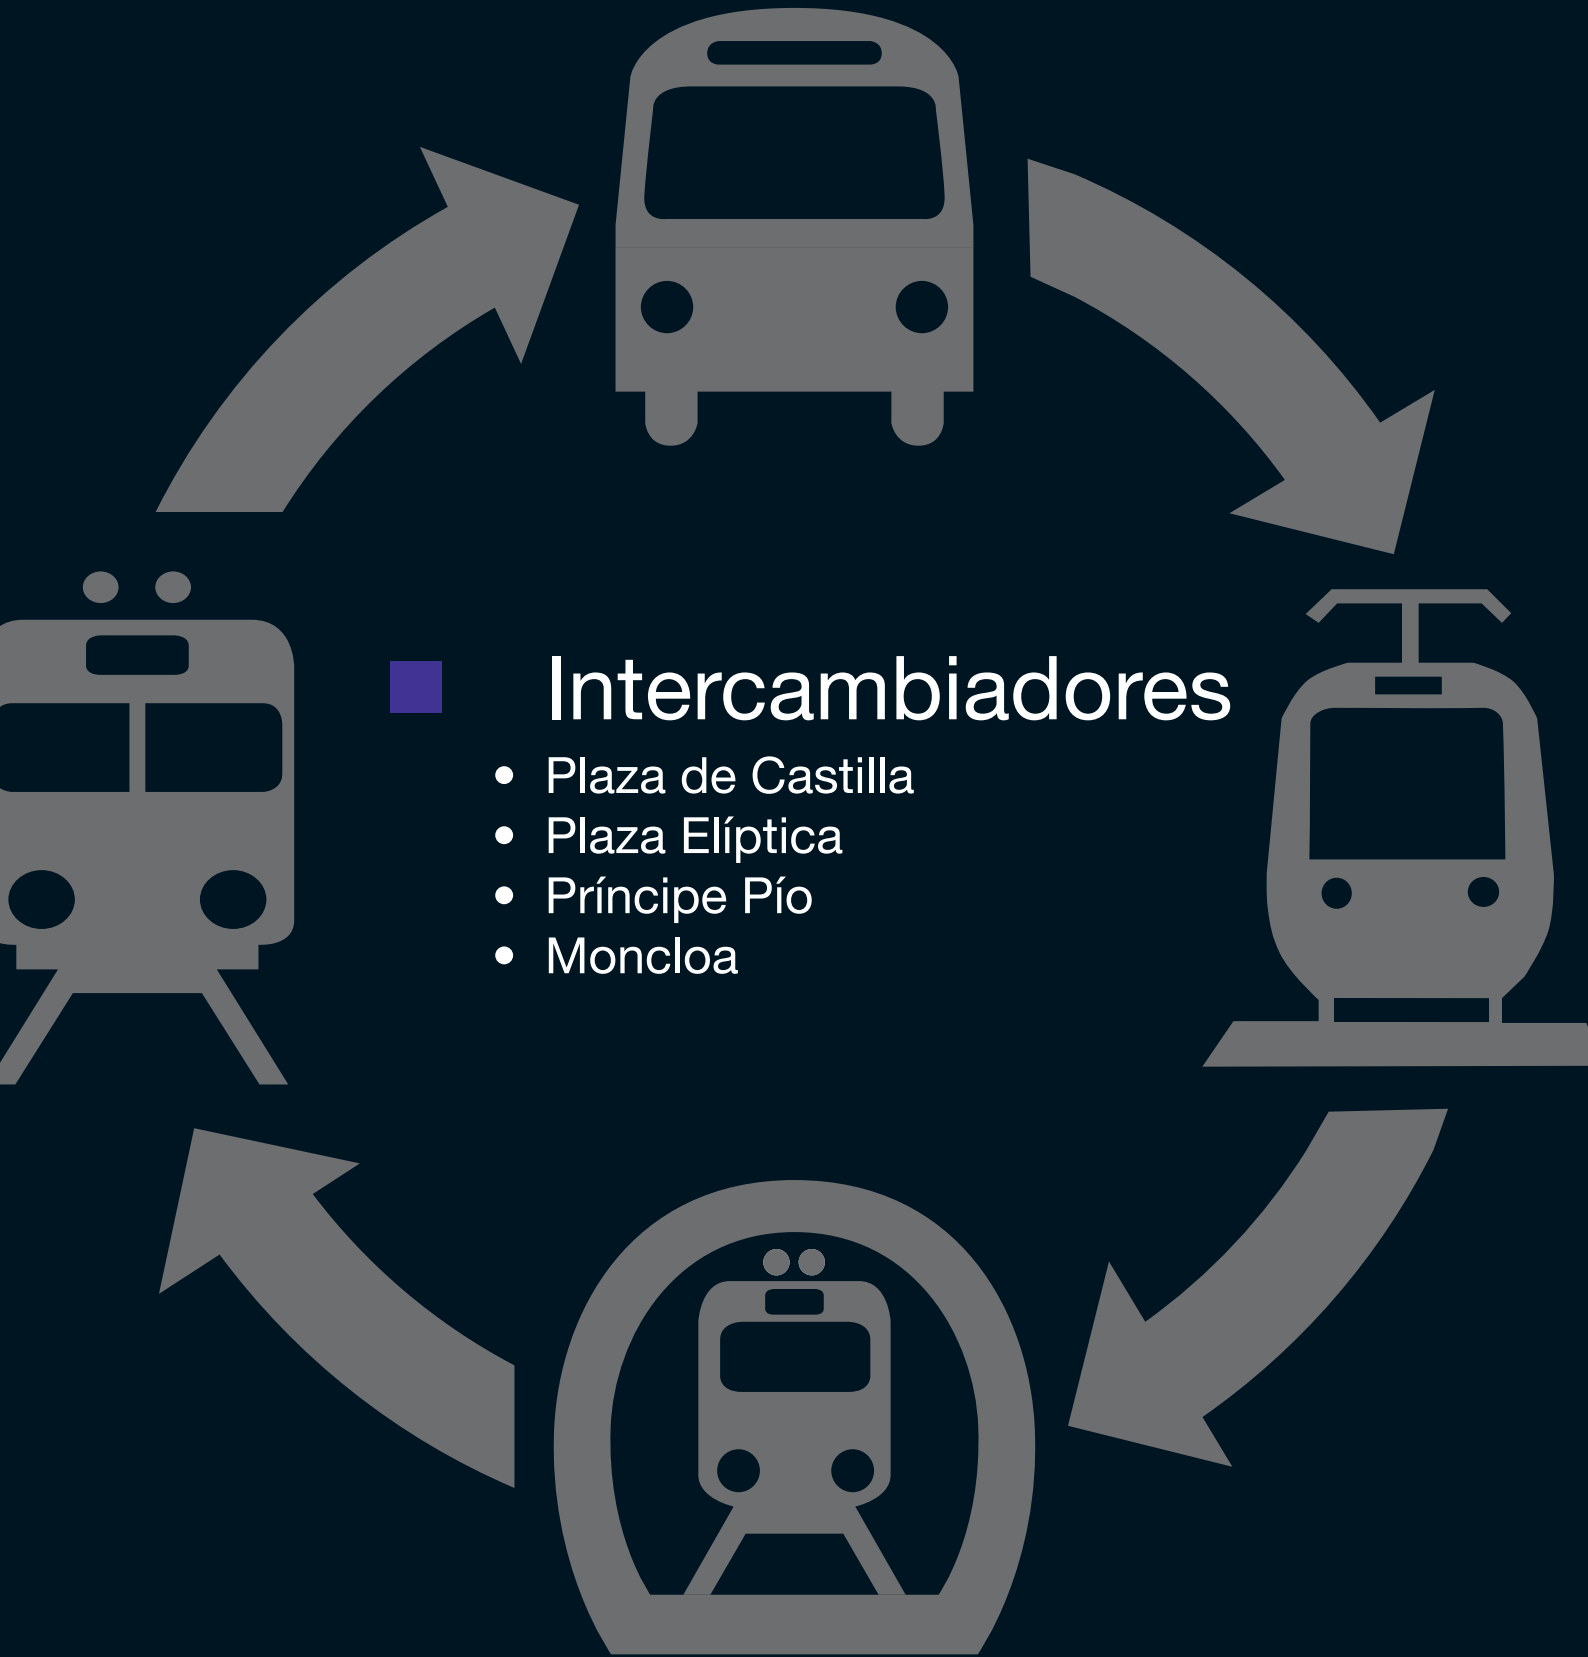 Intercambiadores
• Plaza de Castilla
• Plaza Elíptica
• Príncipe Pío
• Moncloa